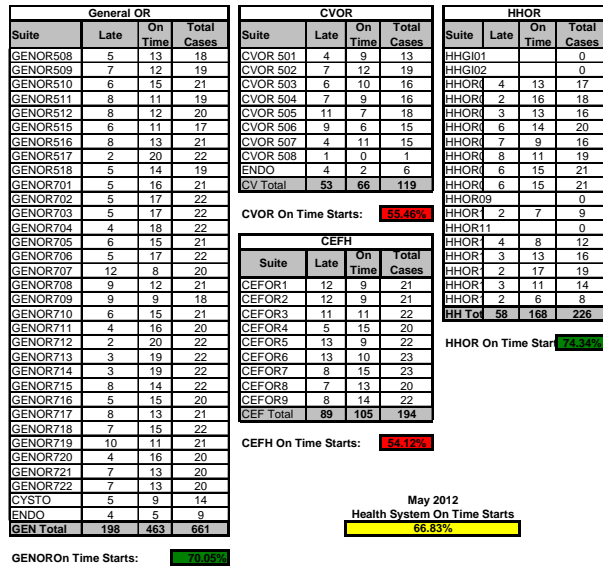 General OR
Suite Late On Time Total Cases
GENOR508 5 13 18
GENOR509 7 12 19
GENOR510 6 15 21
GENOR511 8 11 19
GENOR512 8 12 20
GENOR515 6 11 17
GENOR516 8 13 21
GENOR517 2 20 22
GENOR518 5 14 19
GENOR701 5 16 21
GENOR702 5 17 22
GENOR703 5 17 22
GENOR704 4 18 22
GENOR705 6 15 21
GENOR706 5 17 22
GENOR707 12 8 20
GENOR708 9 12 21
GENOR709 9 9 18
GENOR710 6 15 21
GENOR711 4 16 20
GENOR712 2 20 22
GENOR713 3 19 22
GENOR714 3 19 22
GENOR715 8 14 22
GENOR716 5 15 20
GENOR717 8 13 21
GENOR718 7 15 22
GENOR719 10 11 21
GENOR720 4 16 20
GENOR721 7 13 20
GENOR722 7 13 20
CYSTO 5 9 14
ENDO 4 5 9
GEN Total 198 463 661
GENOROn Time Starts: 70.05%
CVOR
Suite Late On Time Total Cases
CVOR 501 4 9 13
CVOR 502 7 12 19
CVOR 503 6 10 16
CVOR 504 7 9 16
CVOR 505 11 7 18
CVOR 506 9 6 15
CVOR 507 4 11 15
CVOR 508 1 0 1
ENDO 4 2 6
CV Total 53 66 119
CVOR On Time Starts: 55.46%
CEFH
Suite Late On Time Total Cases
CEFOR1 12 9 21
CEFOR2 12 9 21
CEFOR3 11 11 22
CEFOR4 5 15 20
CEFOR5 13 9 22
CEFOR6 13 10 23
CEFOR7 8 15 23
CEFOR8 7 13 20
CEFOR9 8 14 22
CEF Total 89 105 194
CEFH On Time Starts: 54.12%
HHOR
Suite Late On Time Total Cases
HHGI01 0
HHGI02 0
HHOR0 4 13 17
HHOR0 2 16 18
HHOR0 3 13 16
HHOR0 6 14 20
HHOR0 7 9 16
HHOR0 8 11 19
HHOR0 6 15 21
HHOR0 6 15 21
HHOR09 0
HHOR1 2 7 9
HHOR11 0
HHOR1 4 8 12
HHOR1 3 13 16
HHOR1 2 17 19
HHOR1 3 11 14
HHOR1 2 6 8
HH Tot 58 168 226
HHOR On Time Start 74.34%
May 2012
Health System On Time Starts
66.83%